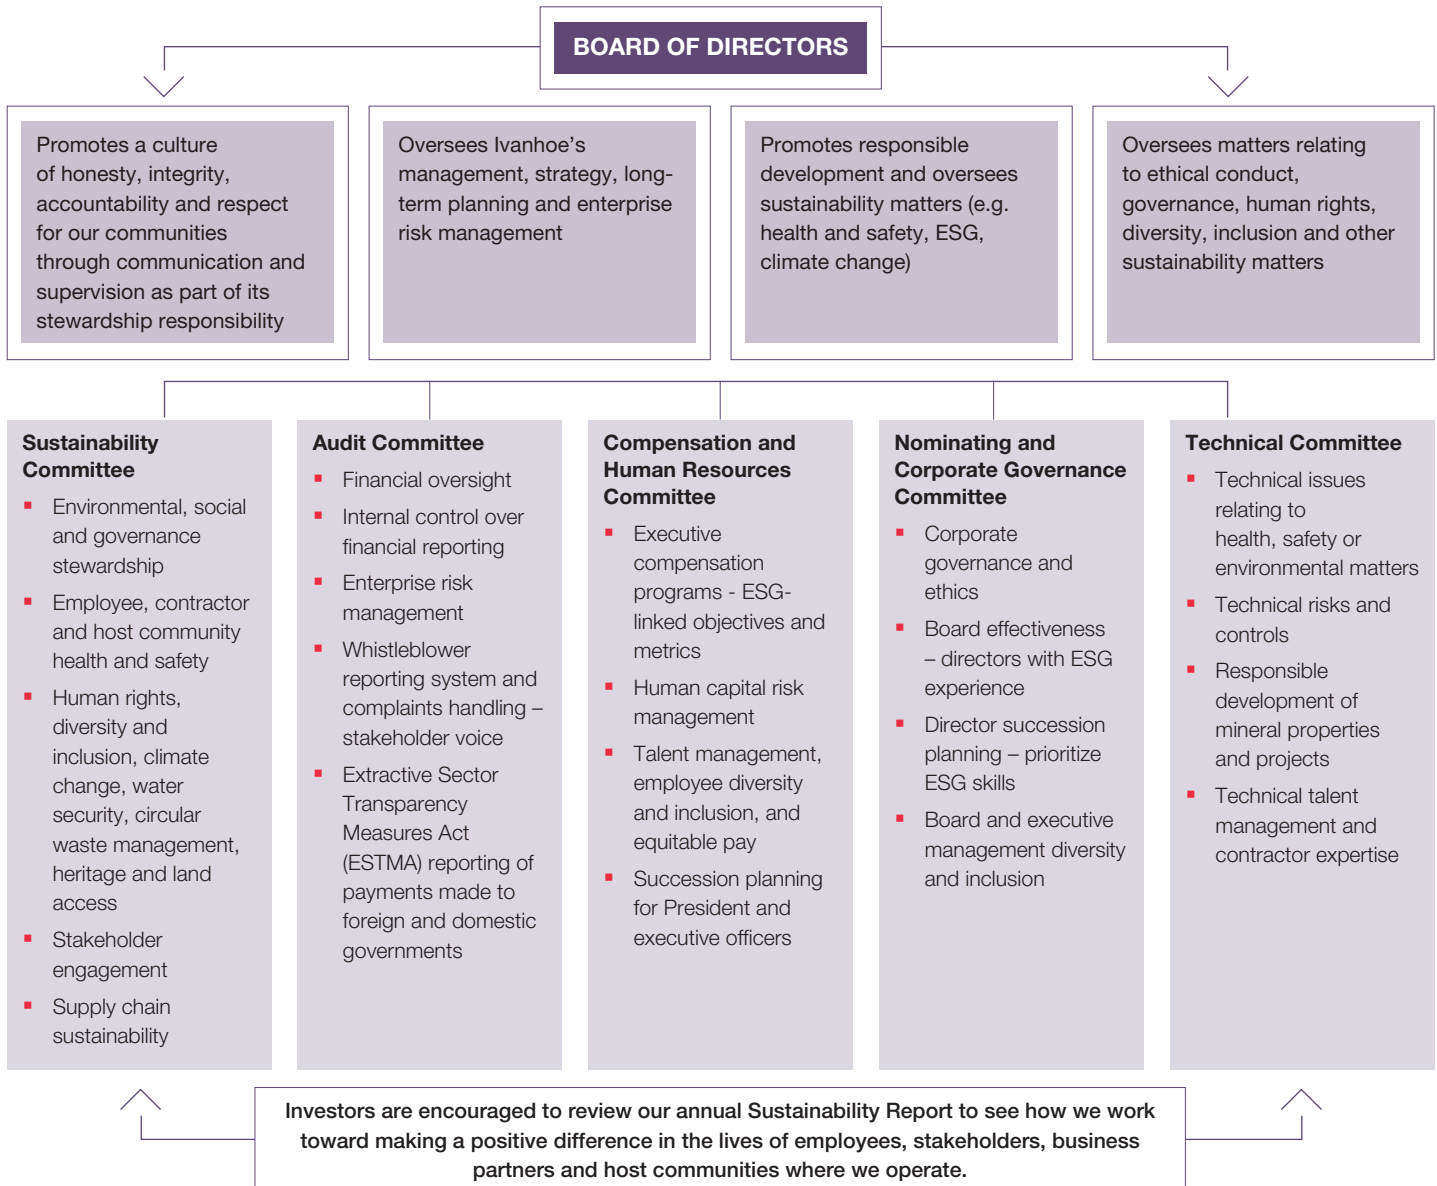 BOARD OF DIRECTORS
Promotes a culture
of honesty, integrity,
accountability and respect
for our communities
through communication and
supervision as part of its
stewardship responsibility
Oversees Ivanhoe's
management, strategy, long-
term planning and enterprise
risk management
Promotes responsible
development and oversees
sustainability matters (e.g.
health and safety, ESG,
climate change)
Oversees matters relating
to ethical conduct,
governance, human rights,
diversity, inclusion and other
sustainability matters
Sustainability
Committee
▪ Environmental, social
and governance
stewardship
▪ Employee, contractor
and host community
health and safety
▪ Human rights,
diversity and
inclusion, climate
change, water
security, circular
waste management,
heritage and land
access
▪ Stakeholder
engagement
▪ Supply chain
sustainability
Audit Committee
▪ Financial oversight
▪ Internal control over
financial reporting
▪ Enterprise risk
management
▪ Whistleblower
reporting system and
complaints handling –
stakeholder voice
▪ Extractive Sector
Transparency
Measures Act
(ESTMA) reporting of
payments made to
foreign and domestic
governments
Compensation and
Human Resources
Committee
▪ Executive
compensation
programs - ESG-
linked objectives and
metrics
▪ Human capital risk
management
▪ Talent management,
employee diversity
and inclusion, and
equitable pay
▪ Succession planning
for President and
executive officers
Nominating and
Corporate Governance
Committee
▪ Corporate
governance and
ethics
▪ Board effectiveness
– directors with ESG
experience
▪ Director succession
planning – prioritize
ESG skills
▪ Board and executive
management diversity
and inclusion
Technical Committee
▪ Technical issues
relating to
health, safety or
environmental matters
▪ Technical risks and
controls
▪ Responsible
development of
mineral properties
and projects
▪ Technical talent
management and
contractor expertise
Investors are encouraged to review our annual Sustainability Report to see how we work
toward making a positive difference in the lives of employees, stakeholders, business
partners and host communities where we operate.